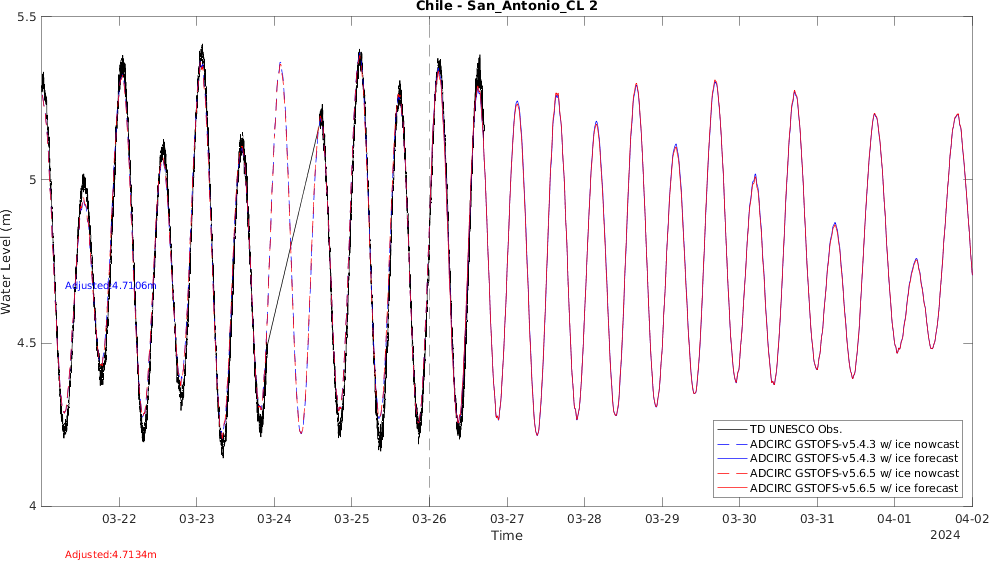 Chile - San_Antonio_CL 2
Water Level (m)
5.5
5
4.5
4
Adjusted:4.7106m
TD UNESCO Obs.
ADCIRC GSTOFS-v5.4.3 w/ ice nowcast
ADCIRC GSTOFS-v5.4.3 w/ ice forecast
ADCIRC GSTOFS-v5.6.5 w/ ice nowcast
ADCIRC GSTOFS-v5.6.5 w/ ice forecast
03-22 03-23 03-24 03-25 03-26 03-27 03-28 03-29 03-30 03-31 04-01 04-02
Time
2024
Adjusted:4.7134m